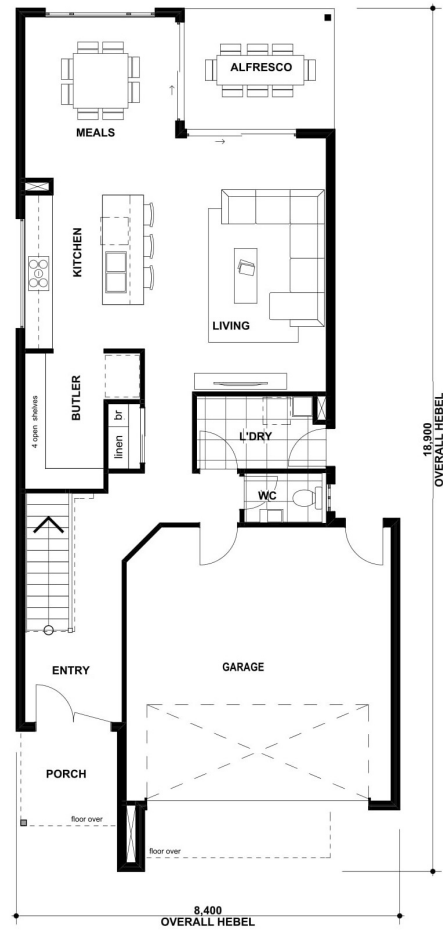 ALFRESCO
MEALS
KITCHEN
LIVING
BUTLER
4 open shelves
br
linen
L'DRY
WC
18,900
OVERALL HEBEL
ENTRY
GARAGE
PORCH
floor over
floor over
8,400
OVERALL HEBEL